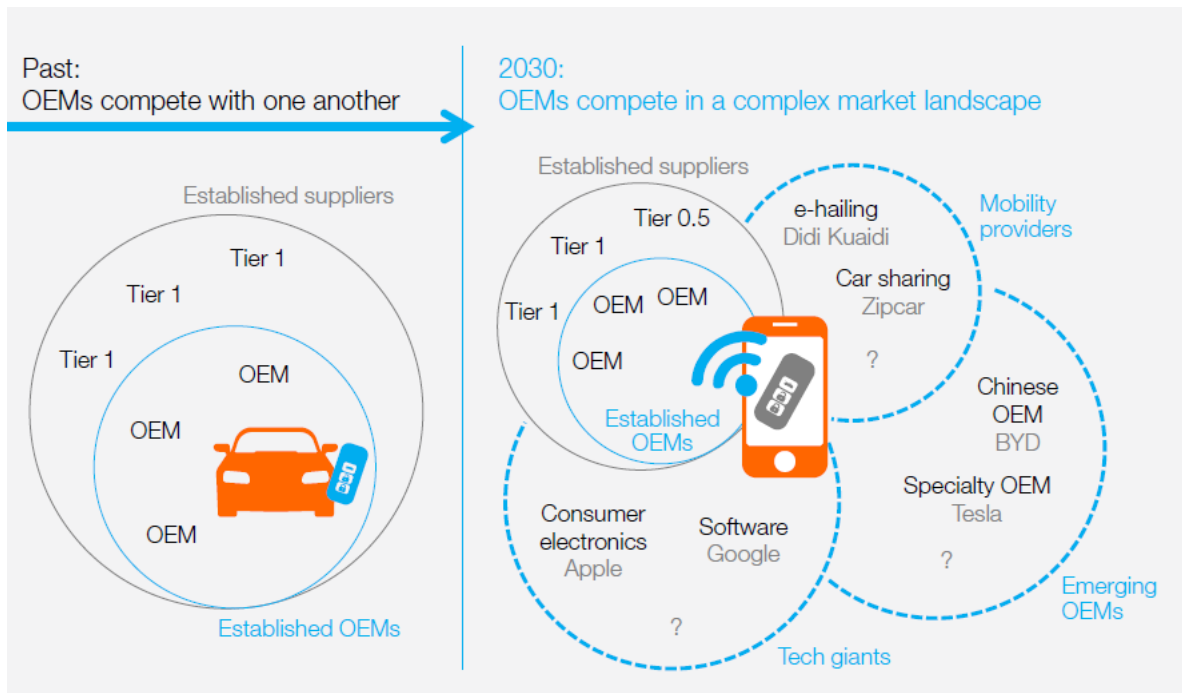 Past:
OEMs compete with one another
Established suppliers
Tier 1
Tier 1
Tier 1
OEM
OEM
OEM
Established OEMs
2030:
OEMs compete in a complex market landscape
Established suppliers
Tier 0.5
Tier 1
Tier 1
OEM
OEM
OEM
Established
OEMs
e-hailing
Didi Kuaidi
Car sharing
Zipcar
?
Mobility
providers
Chinese
OEM
BYD
Specialty OEM
Tesla
?
Emerging
OEMs
Consumer
electronics
Apple
Software
Google
?
Tech giants